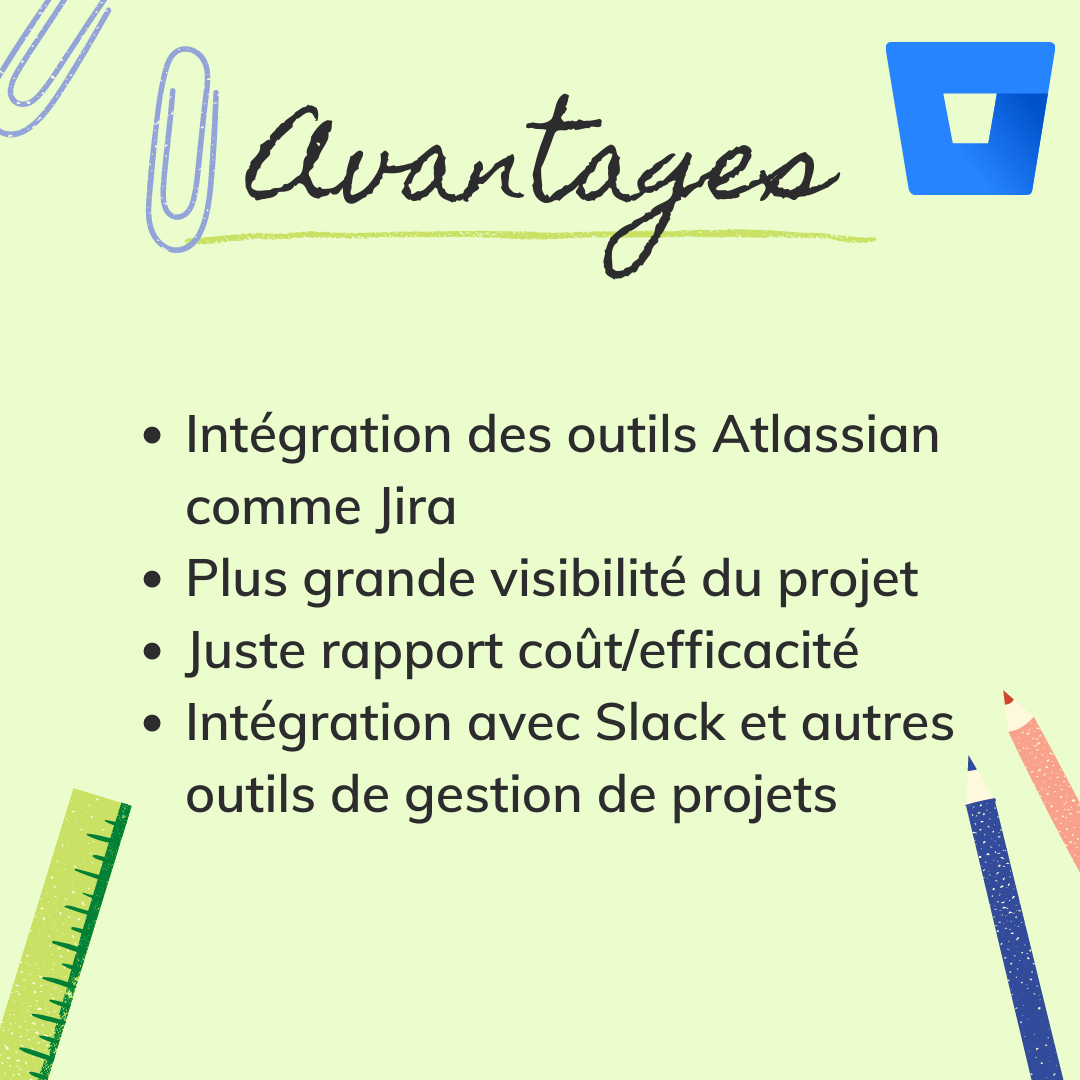 Avantages
• Intégration des outils Atlassian
comme Jira
• Plus grande visibilité du projet
• Juste rapport coût/efficacité
• Intégration avec Slack et autres
outils de gestion de projets